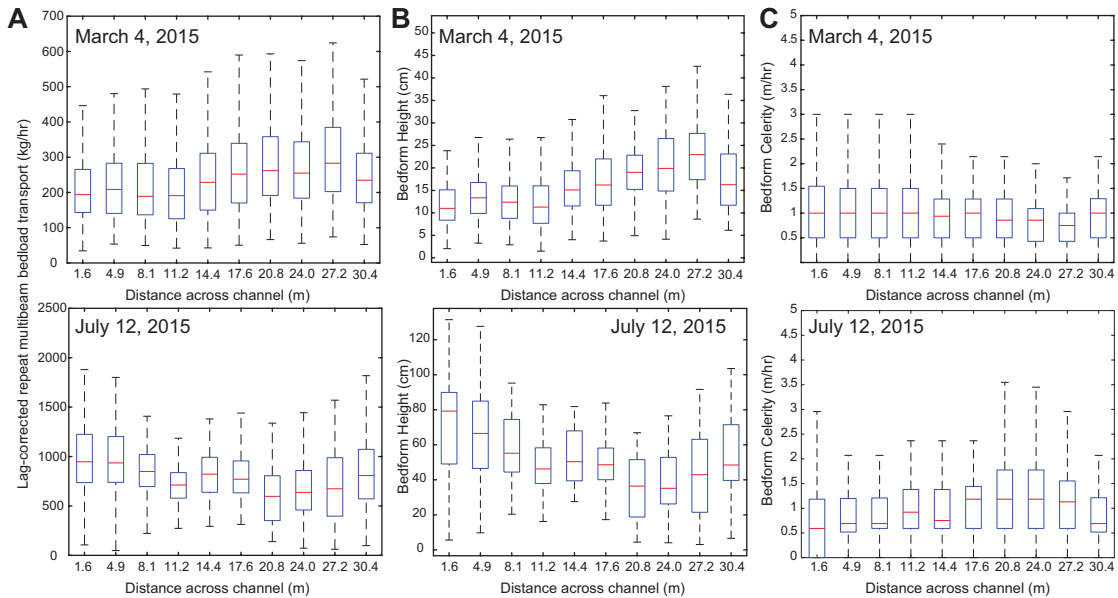 A
March 4, 2015
Lag-corrected repeat multibeam bedload transport (kg/hr)
700
600
500
400
300
200
100
0
1.6 4.9 8.1 11.2 14.4 17.6 20.8 24.0 27.2 30.4
Distance across channel (m)
July 12, 2015
2500
2000
1500
1000
500
0
1.6 4.9 8.1 11.2 14.4 17.6 20.8 24.0 27.2 30.4
Distance across channel (m)
B
March 4, 2015
Bedform Height (cm)
50
45
40
35
30
25
20
15
10
5
0
1.6 4.9 8.1 11.2 14.4 17.6 20.8 24.0 27.2 30.4
Distance across channel (m)
July 12, 2015
Bedform Height (cm)
120
100
80
60
40
20
0
1.6 4.9 8.1 11.2 14.4 17.6 20.8 24.0 27.2 30.4
Distance across channel (m)
C
March 4, 2015
Bedform Celerity (m/hr)
5
4.5
4
3.5
3
2.5
2
1.5
1
0.5
1.6 4.9 8.1 11.2 14.4 17.6 20.8 24.0 27.2 30.4
Distance across channel (m)
July 12, 2015
Bedform Celerity (m/hr)
5
4.5
4
3.5
3
2.5
2
1.5
1
0.5
0
1.6 4.9 8.1 11.2 14.4 17.6 20.8 24.0 27.2 30.4
Distance across channel (m)